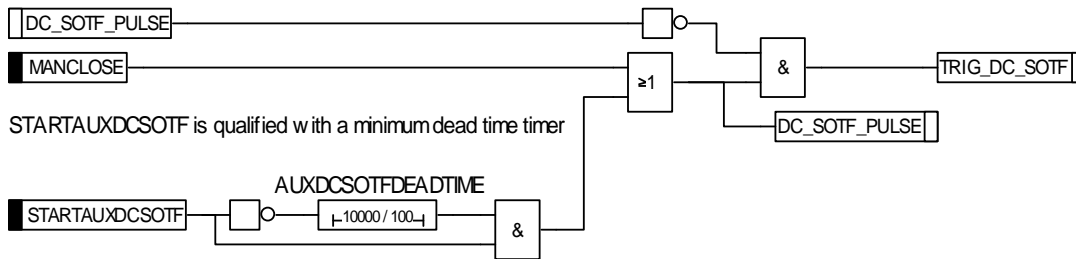 DC_SOTF_PULSE
MANCLOSE
≥1
&
TRIG_DC_SOTF
STARTAUXDCSOTF is qualified with a minimum dead time timer
DC_SOTF_PULSE
AUXDCSOTFDEADTIME
STARTAUXDCSOTF
10000 / 100
&